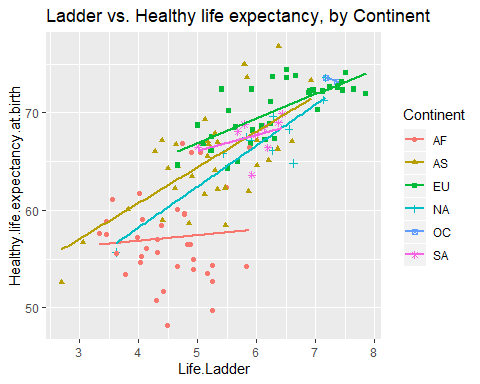 Ladder vs. Healthy life expectancy, by Continent
Healthy.life.expectancy.at.birth
70
60
50
3 4 5 6 7 8
Life.Ladder
Continent
AF
AS
EU
NA
OC
SA